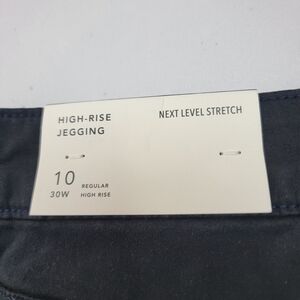 HIGH-RISE
JEGGING
NEXT LEVEL STRETCH
10
30W
REGULAR
HIGH RISE